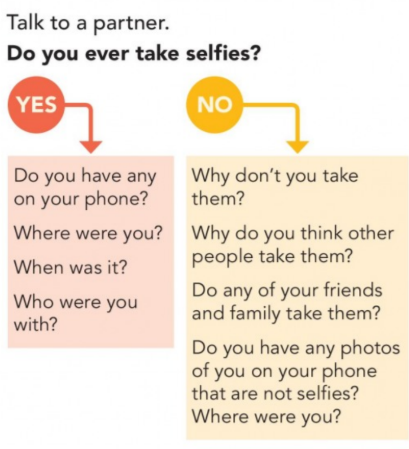 Talk to a partner.
Do you ever take selfies?
YES
Do you have any
on your phone?
Where were you?
When was it?
Who were you
with?
NO
Why don’t you take
them?
Why do you think other
people take them?
Do any of your friends
and family take them?
Do you have any photos
of you on your phone
that are not selfies?
Where were you?